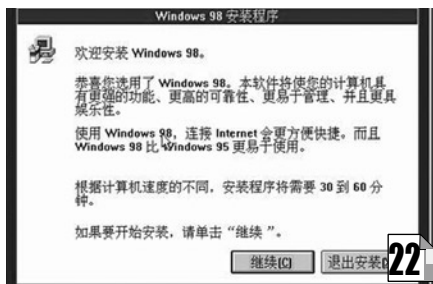 Windows 98 安装程序
欢迎安装 Windows 98。
恭喜您选用了 Windows 98。本软件将使您的计算机具
有更强的功能、更高的可靠性、更易于管理、并且更具
娱乐性。
使用 Windows 98，连接 Internet 会更方便快捷。而且
Windows 98 比 Windows 95 更易于使用。
根据计算机速度的不同，安装程序将需要 30 到 60 分
钟。
如果要开始安装，请单击“继续 ”。
继续(C)
退出安装
22